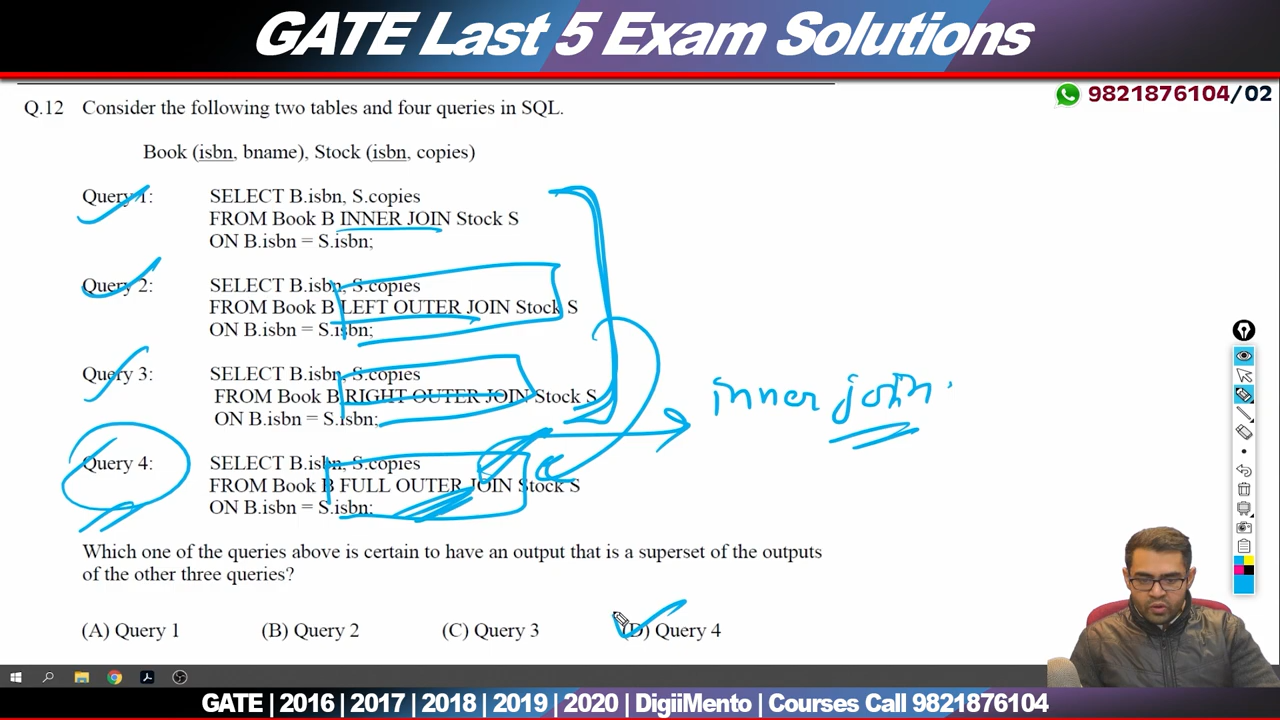 GATE Last 5 Exam Solutions
9821876104/02
Q.12 Consider the following two tables and four queries in SQL.
Book (isbn, bname), Stock (isbn, copies)
Query 1: SELECT B.isbn, S.copies
FROM Book B INNER JOIN Stock S
ON B.isbn = S.isbn;
Query 2: SELECT B.isbn, S.copies
FROM Book B LEFT OUTER JOIN Stock S
ON B.isbn = S.isbn;
Query 3: SELECT B.isbn, S.copies
FROM Book B RIGHT OUTER JOIN Stock S
ON B.isbn = S.isbn;
inner join
Query 4: SELECT B.isbn, S.copies
FROM Book B FULL OUTER JOIN Stock S
ON B.isbn = S.isbn;
Which one of the queries above is certain to have an output that is a superset of the outputs
of the other three queries?
(A) Query 1 (B) Query 2 (C) Query 3 (D) Query 4
GATE | 2016 | 2017 | 2018 | 2019 | 2020 | DigiiMento | Courses Call 9821876104